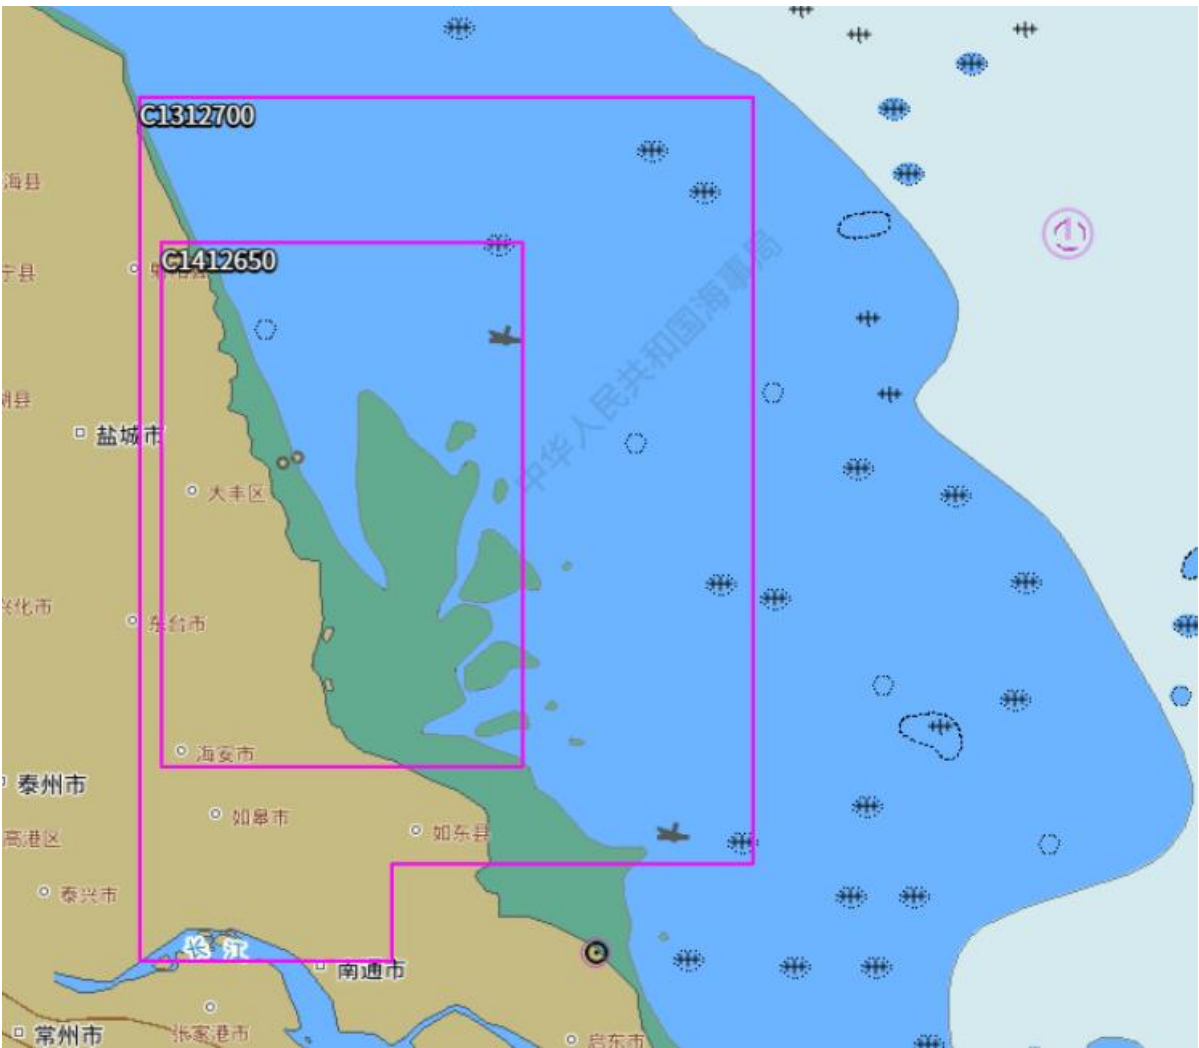 C1312700
海县
C1412650
宁县
中华人民共和国海事局
湖县
盐城市
大丰区
兴化市
东台市
海安市
泰州市
如皋市
高港区
如东县
泰兴市
长江
南通市
张家港市
常州市
启东市